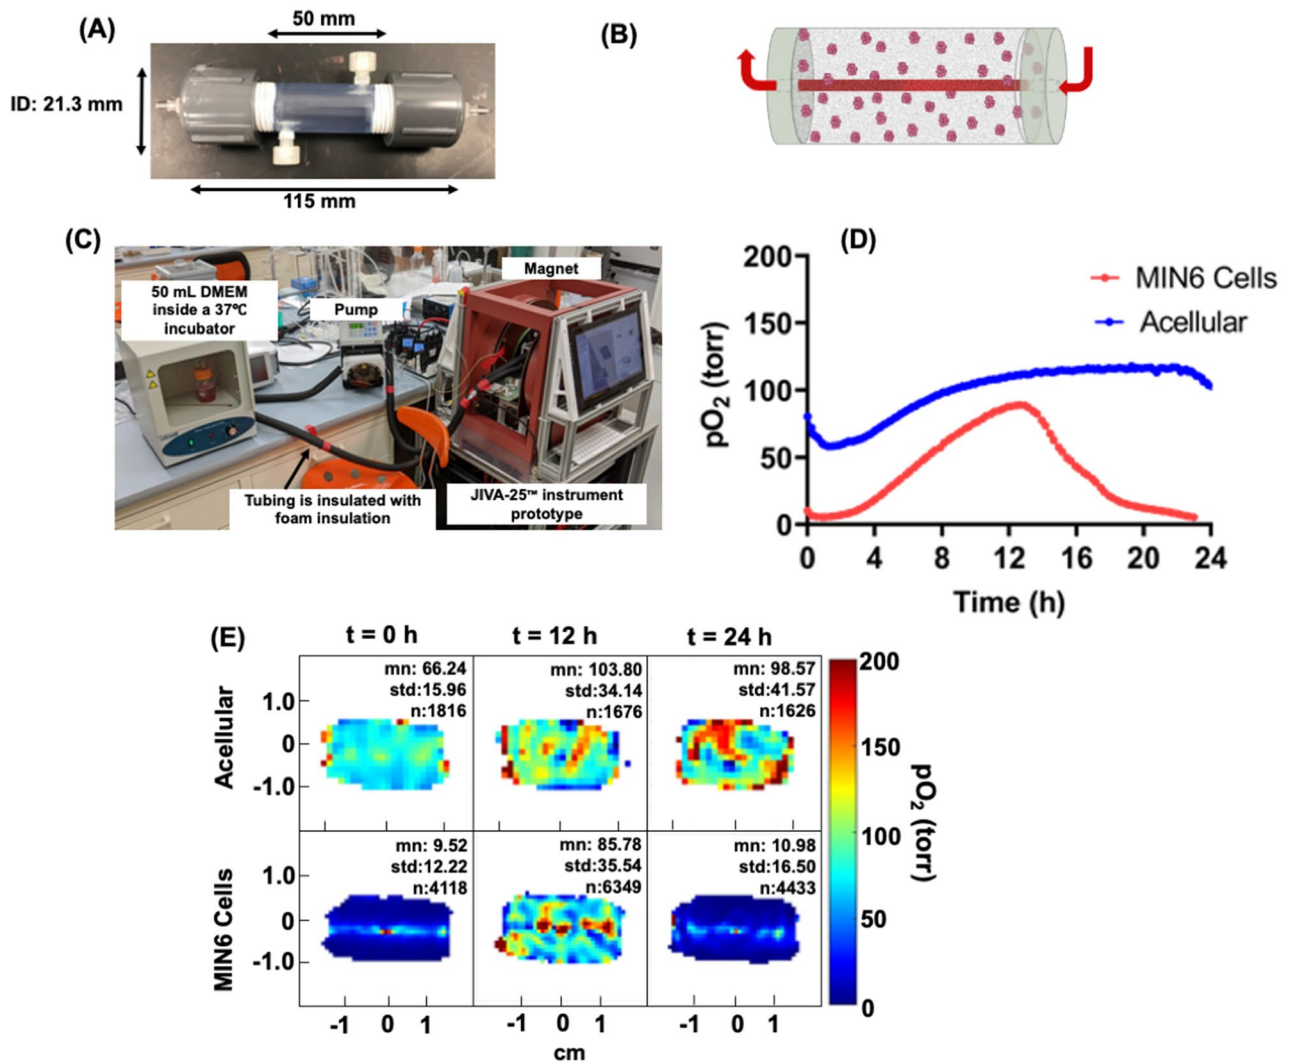 (A)
50 mm
ID: 21.3 mm
115 mm
(B)
(C)
50 mL DMEM
inside a 37℃
incubator
Pump
Magnet
Tubing is insulated with
foam insulation
JIVA-25™ instrument
prototype
(D)
200
150
100
50
0
pO2 (torr)
MIN6 Cells
Acellular
0 4 8 12 16 20 24
Time (h)
(E)
t = 0 h t = 12 h t = 24 h
Acellular
1.0
0
-1.0
mn: 66.24
std:15.96
n:1816
mn: 103.80
std:34.14
n:1676
mn: 98.57
std:41.57
n:1626
MIN6 Cells
1.0
0
-1.0
mn: 9.52
std:12.22
n:4118
mn: 85.78
std:35.54
n:6349
mn: 10.98
std:16.50
n:4433
-1 0 1 -1 0 1 -1 0 1
cm
200
150
100
50
0
pO2 (torr)